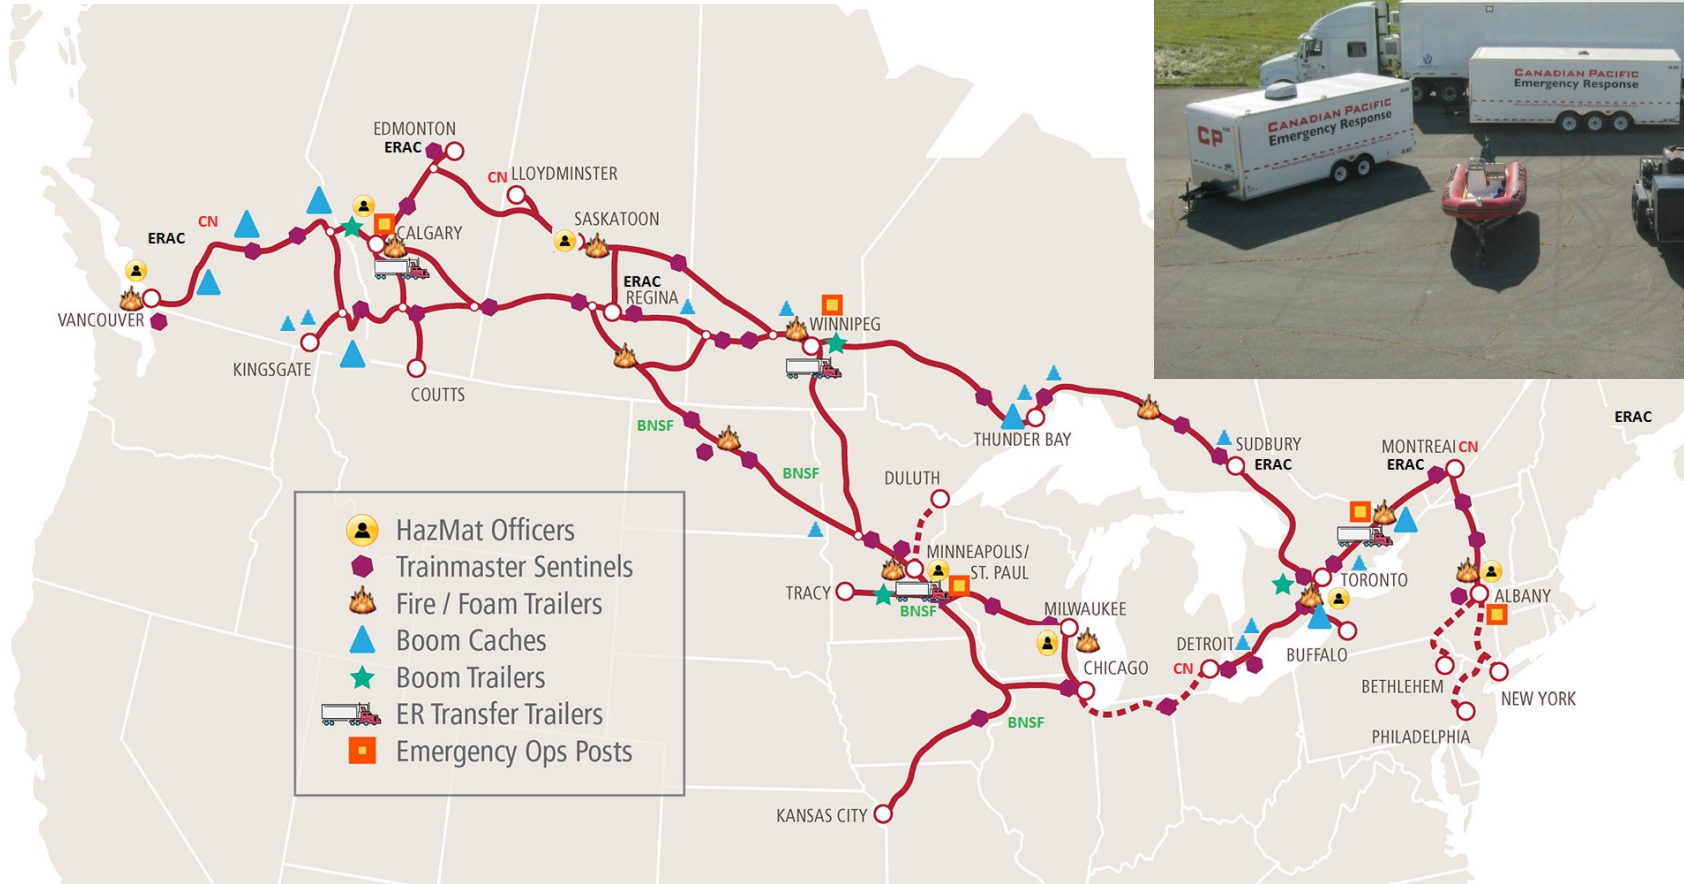 CANADIAN PACIFIC
Emergency Response
CP
CANADIAN PACIFIC
Emergency Response
EDMONTON
ERAC
CN
LLOYDMINSTER
SASKATOON
CN
ERAC
CALGARY
VANCOUVER
ERAC
REGINA
WINNIPEG
KINGSGATE
COUTTS
BNSF
BNSF
THUNDER BAY
SUDBURY
ERAC
ERAC
MONTREAl CN
ERAC
DULUTH
MINNEAPOLIS/
ST. PAUL
TRACY
BNSF
MILWAUKEE
CHICAGO
BNSF
KANSAS CITY
TORONTO
DETROIT
CN
BUFFALO
ALBANY
BETHLEHEM
NEW YORK
PHILADELPHIA
HazMat Officers
Trainmaster Sentinels
Fire / Foam Trailers
Boom Caches
Boom Trailers
ER Transfer Trailers
Emergency Ops Posts